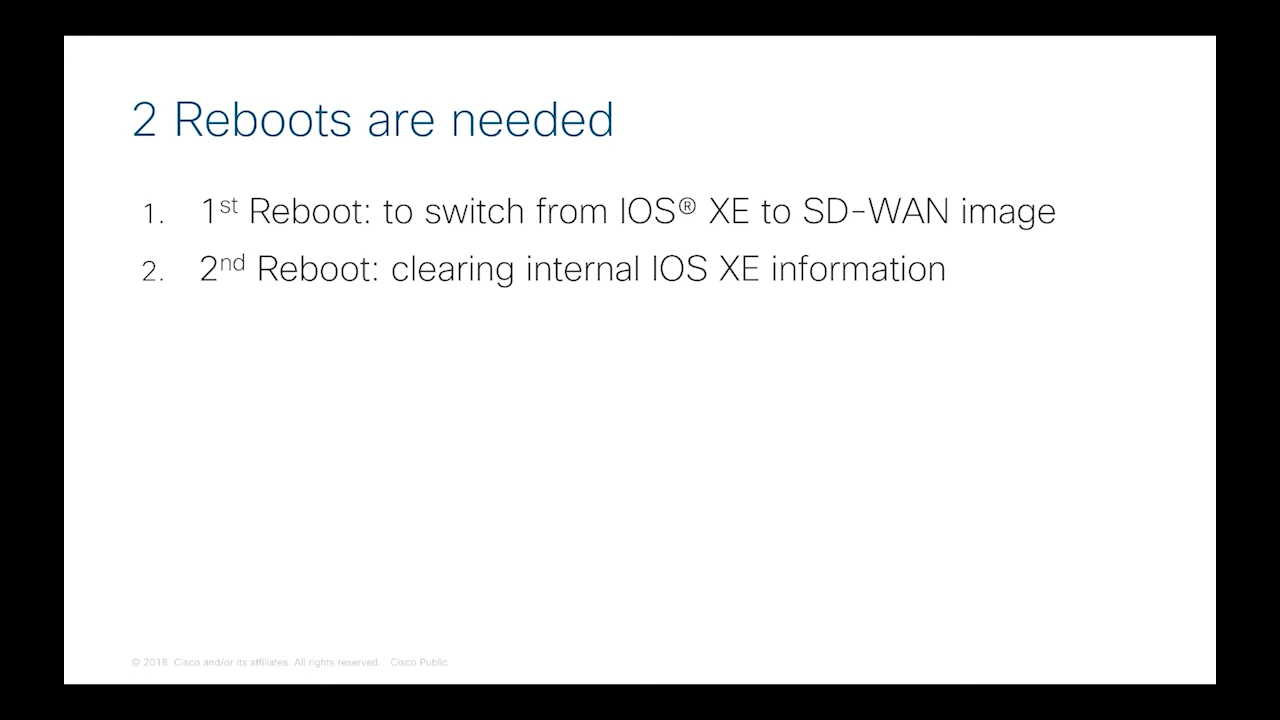 2 Reboots are needed
1. 1st Reboot: to switch from IOS® XE to SD-WAN image
2. 2nd Reboot: clearing internal IOS XE information
© 2018 Cisco and/or its affiliates. All rights reserved. Cisco Public